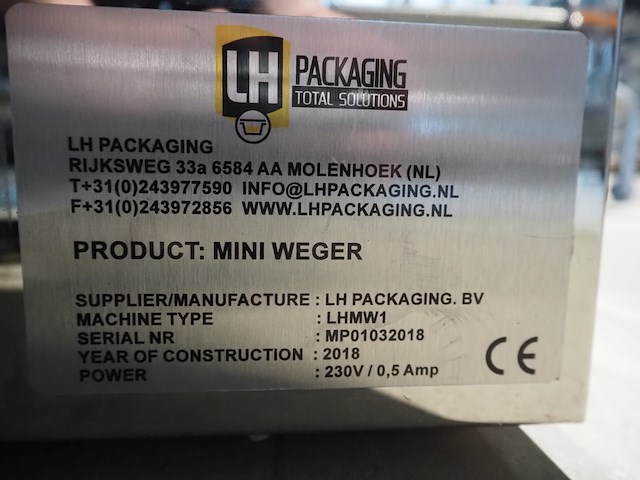 LH PACKAGING
TOTAL SOLUTIONS
LH PACKAGING
RIJKSWEG 33a 6584 AA MOLENHOEK (NL)
T+31(0)243977590 INFO@LHPACKAGING.NL
F+31(0)243972856 WWW.LHPACKAGING.NL
PRODUCT: MINI WEGER
SUPPLIER/MANUFACTURE : LH PACKAGING. BV
MACHINE TYPE : LHMW1
SERIAL NR : MP01032018
YEAR OF CONSTRUCTION : 2018
POWER : 230V / 0,5 Amp
CE